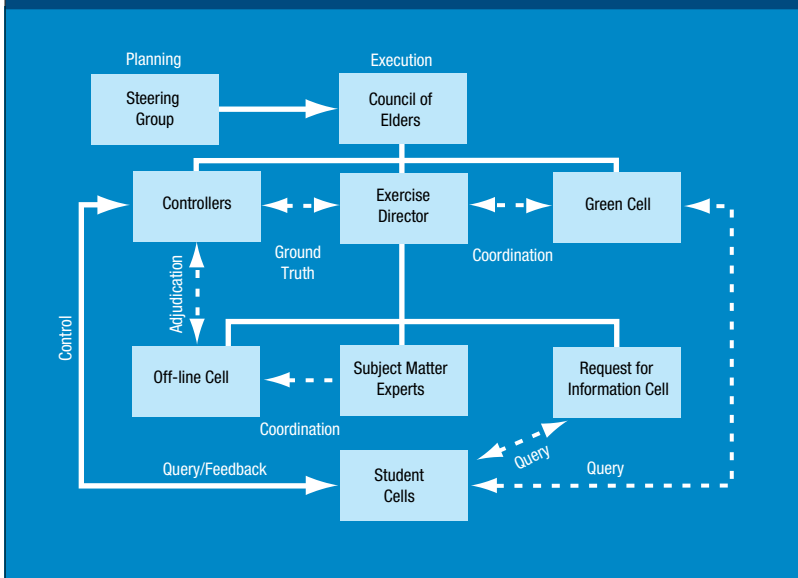 Planning
Execution
Steering
Group
Council of
Elders
Controllers
Exercise
Director
Green Cell
Ground
Truth
Coordination
Adjudication
Control
Off-line Cell
Subject Matter
Experts
Request for
Information Cell
Coordination
Query
Query/Feedback
Student
Cells
Query